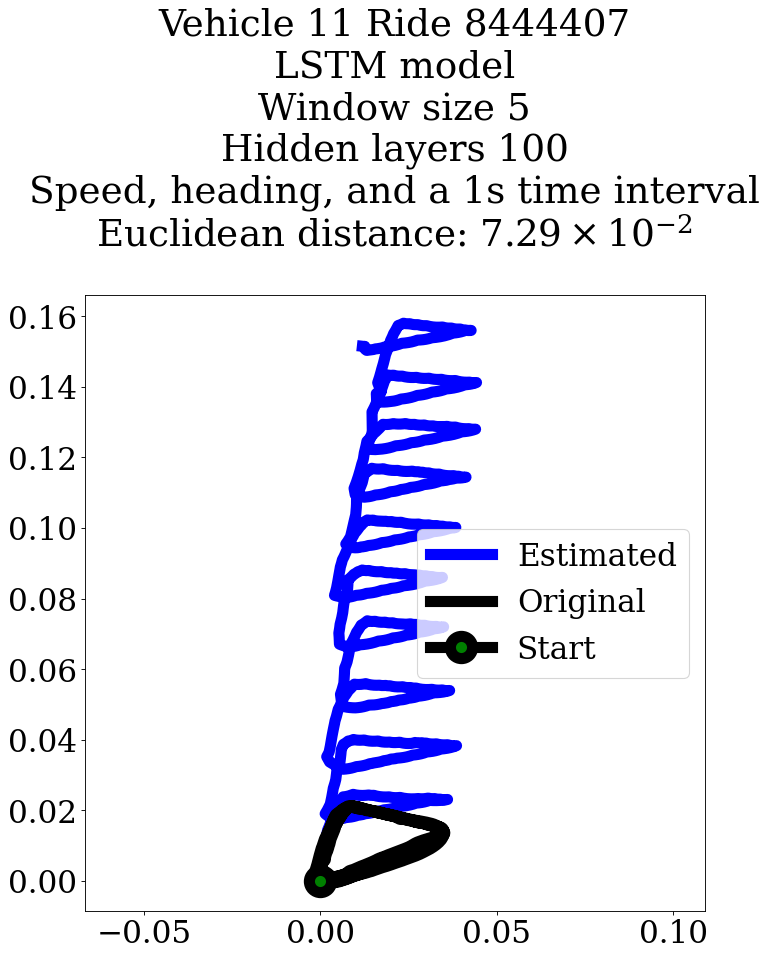 Vehicle 11 Ride 8444407
LSTM model
Window size 5
Hidden layers 100
Speed, heading, and a 1s time interval
Euclidean distance: 7.29 × 10⁻²
0.16
0.14
0.12
0.10
0.08
0.06
0.04
0.02
0.00
Estimated
Original
Start
−0.05
0.00
0.05
0.10